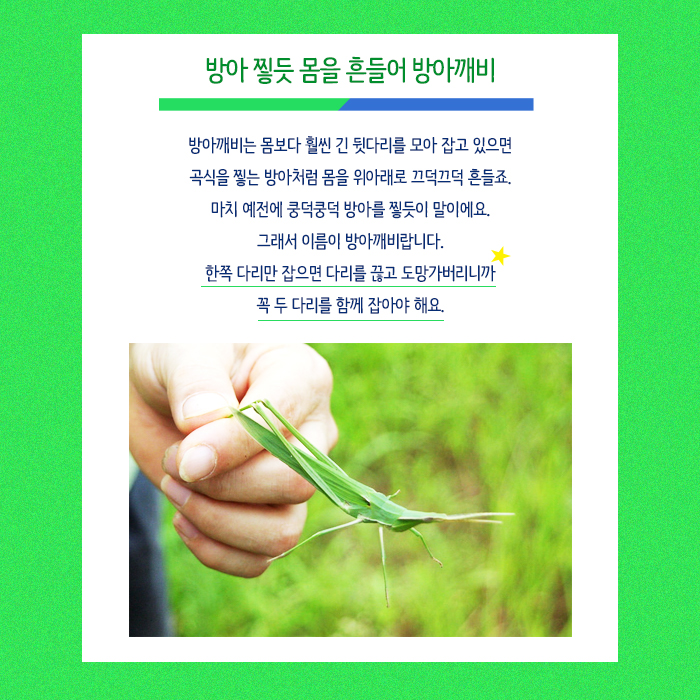 방아 찧듯 몸을 흔들어 방아깨비
방아깨비는 몸보다 훨씬 긴 뒷다리를 모아 잡고 있으면
곡식을 찧는 방아처럼 몸을 위아래로 끄덕끄덕 흔들죠.
마치 예전에 쿵덕쿵덕 방아를 찧듯이 말이에요.
그래서 이름이 방아깨비랍니다.
한쪽 다리만 잡으면 다리를 끊고 도망가버리니까
꼭 두 다리를 함께 잡아야 해요.